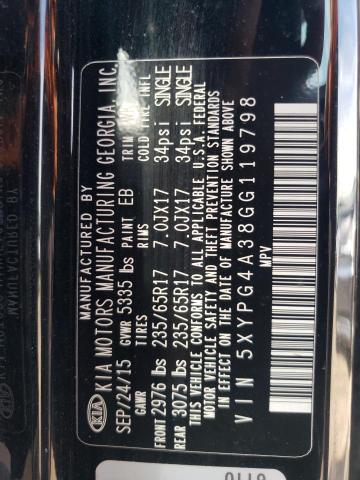 MANUFACTURED BY
KIA KIA MOTORS MANUFACTURING GEORGIA, INC.
SEP/24/15 GVWR 5335 lbs PAINT EB TRIM
GAWR TIRES RIMS COLD TIRE INFL
FRONT 2976 lbs 235/65R17 7.0JX17 34psi SINGLE
REAR 3075 lbs 235/65R17 7.0JX17 34psi SINGLE
THIS VEHICLE CONFORMS TO ALL APPLICABLE U.S.A. FEDERAL
MOTOR VEHICLE SAFETY AND THEFT PREVENTION STANDARDS
IN EFFECT ON THE DATE OF MANUFACTURE SHOWN ABOVE
VIN 5XYPG4A38GG119798
MPV